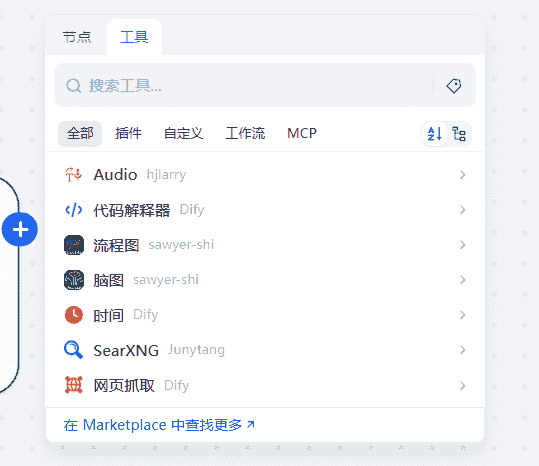 节点 工具
搜索工具...
全部 插件 自定义 工作流 MCP
Audio hjlarry
代码解释器 Dify
流程图 sawyer-shi
脑图 sawyer-shi
时间 Dify
SearXNG Junytang
网页抓取 Dify
在 Marketplace 中查找更多